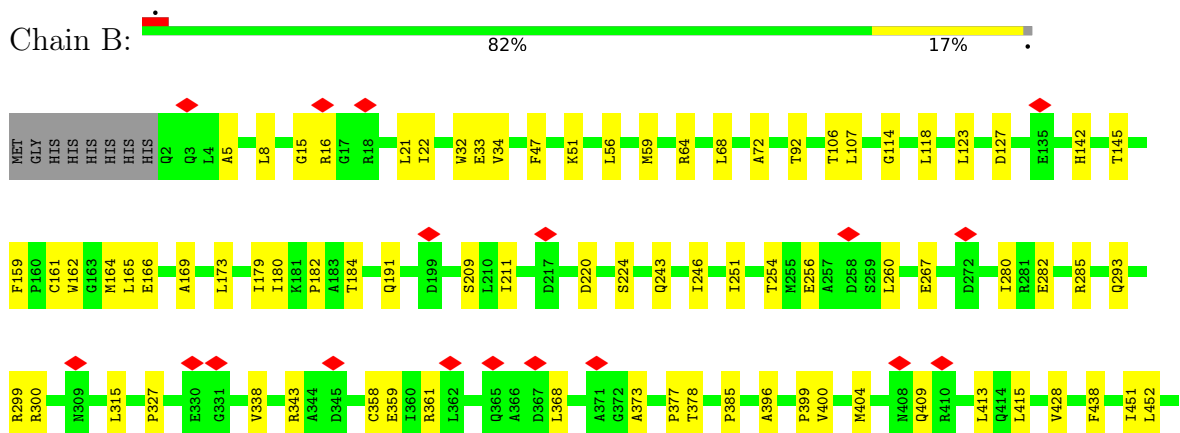 Chain B: 82% 17%
MET GLY HIS HIS HIS HIS HIS HIS Q2 Q3 L4 A5 L8 G15 R16 G17 R18 L21 I22 W32 E33 V34 F47 K51 L56 M59 R64 L68 A72 T92 T106 L107 G114 L118 L123 D127 E135 H142 T145
F159 P160 C161 W162 G163 M164 L165 E166 A169 L173 I179 I180 K181 P182 A183 T184 Q191 D199 S209 L210 I211 D217 D220 S224 Q243 I246 I251 T254 M255 E256 A257 D258 S259 L260 E267 D272 I280 R281 E282 R285 Q293
R299 R300 N309 L315 P327 E330 G331 V338 R343 A344 D345 C358 E359 I360 R361 L362 Q365 A366 D367 L368 A371 G372 A373 P377 T378 P385 A396 P399 V400 M404 N408 Q409 R410 L413 Q414 L415 V428 F438 I451 L452